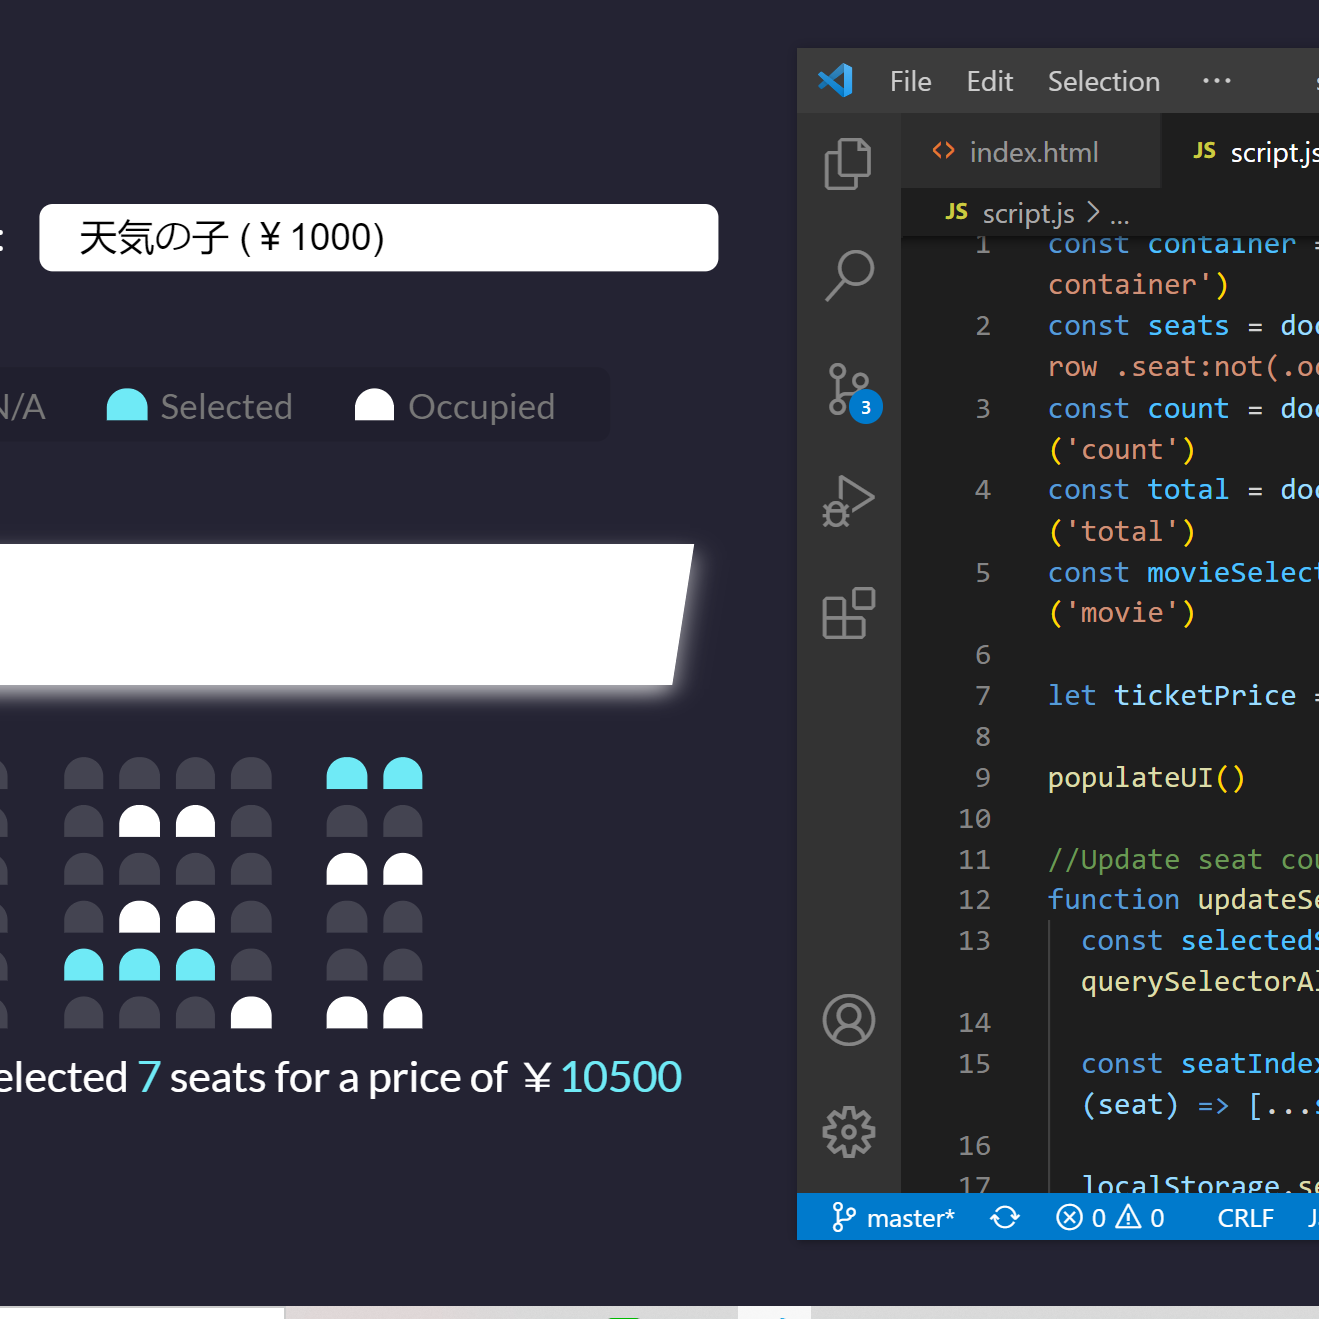 : 天気の子 (￥1000)
N/A Selected Occupied
elected 7 seats for a price of ￥10500
File Edit Selection ···
index.html JS script.js
JS script.js > ...
1 const container =
container')
2 const seats = doc
row .seat:not(.oc
3 const count = doc
('count')
4 const total = doc
('total')
5 const movieSelect
('movie')
6
7 let ticketPrice =
8
9 populateUI()
10
11 //Update seat cou
12 function updateSe
13 const selectedS
querySelectorAl
14
15 const seatIndex
(seat) => [...s
16
17 localStorage.se
3
master* 0 0 CRLF